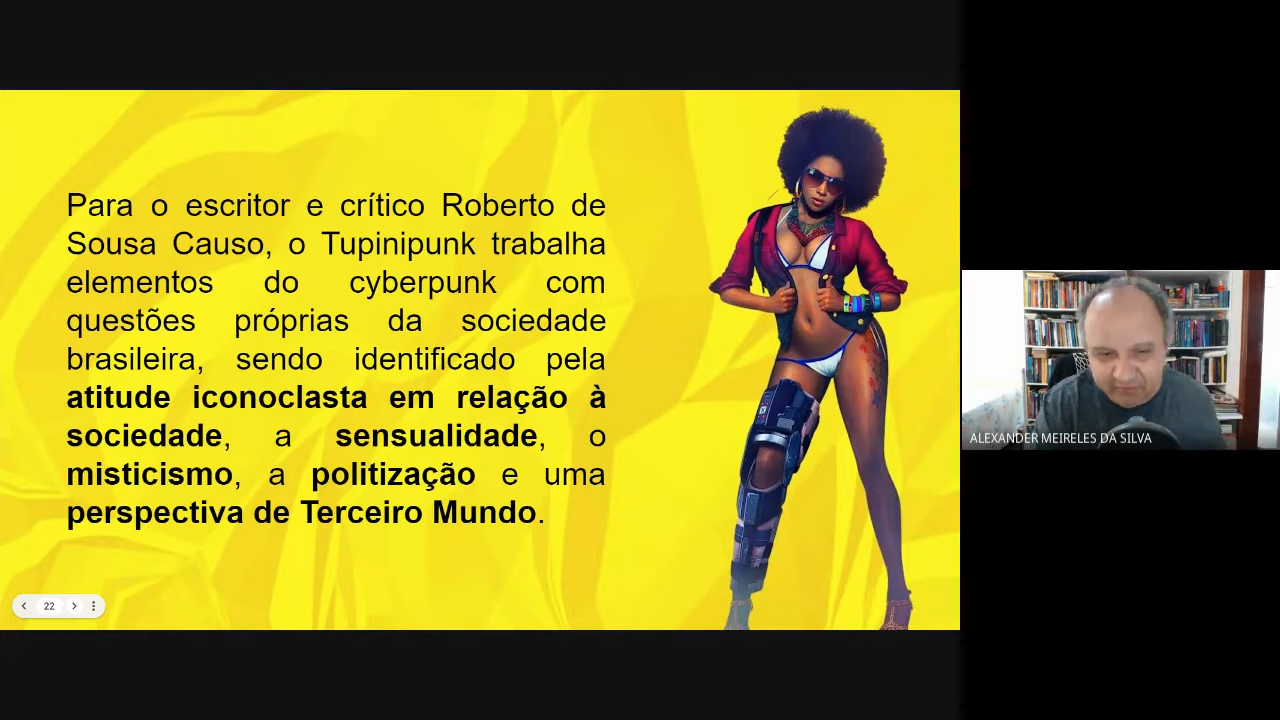 Para o escritor e crítico Roberto de
Sousa Causo, o Tupinipunk trabalha
elementos do cyberpunk com
questões próprias da sociedade
brasileira, sendo identificado pela
atitude iconoclasta em relação à
sociedade, a sensualidade, o
misticismo, a politização e uma
perspectiva de Terceiro Mundo.
22
ALEXANDER MEIRELES DA SILVA